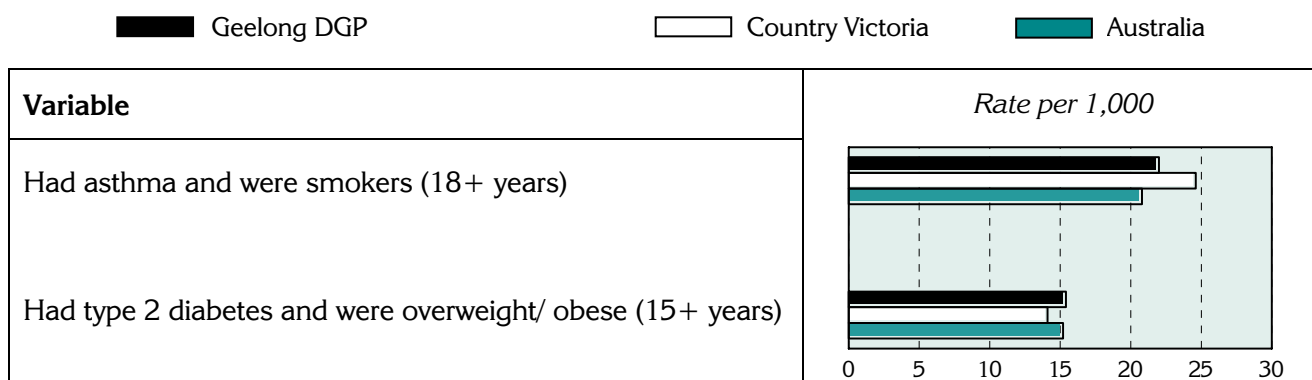 Geelong DGP Country Victoria Australia
Variable Rate per 1,000
Had asthma and were smokers (18+ years)
Had type 2 diabetes and were overweight/ obese (15+ years)
0 5 10 15 20 25 30